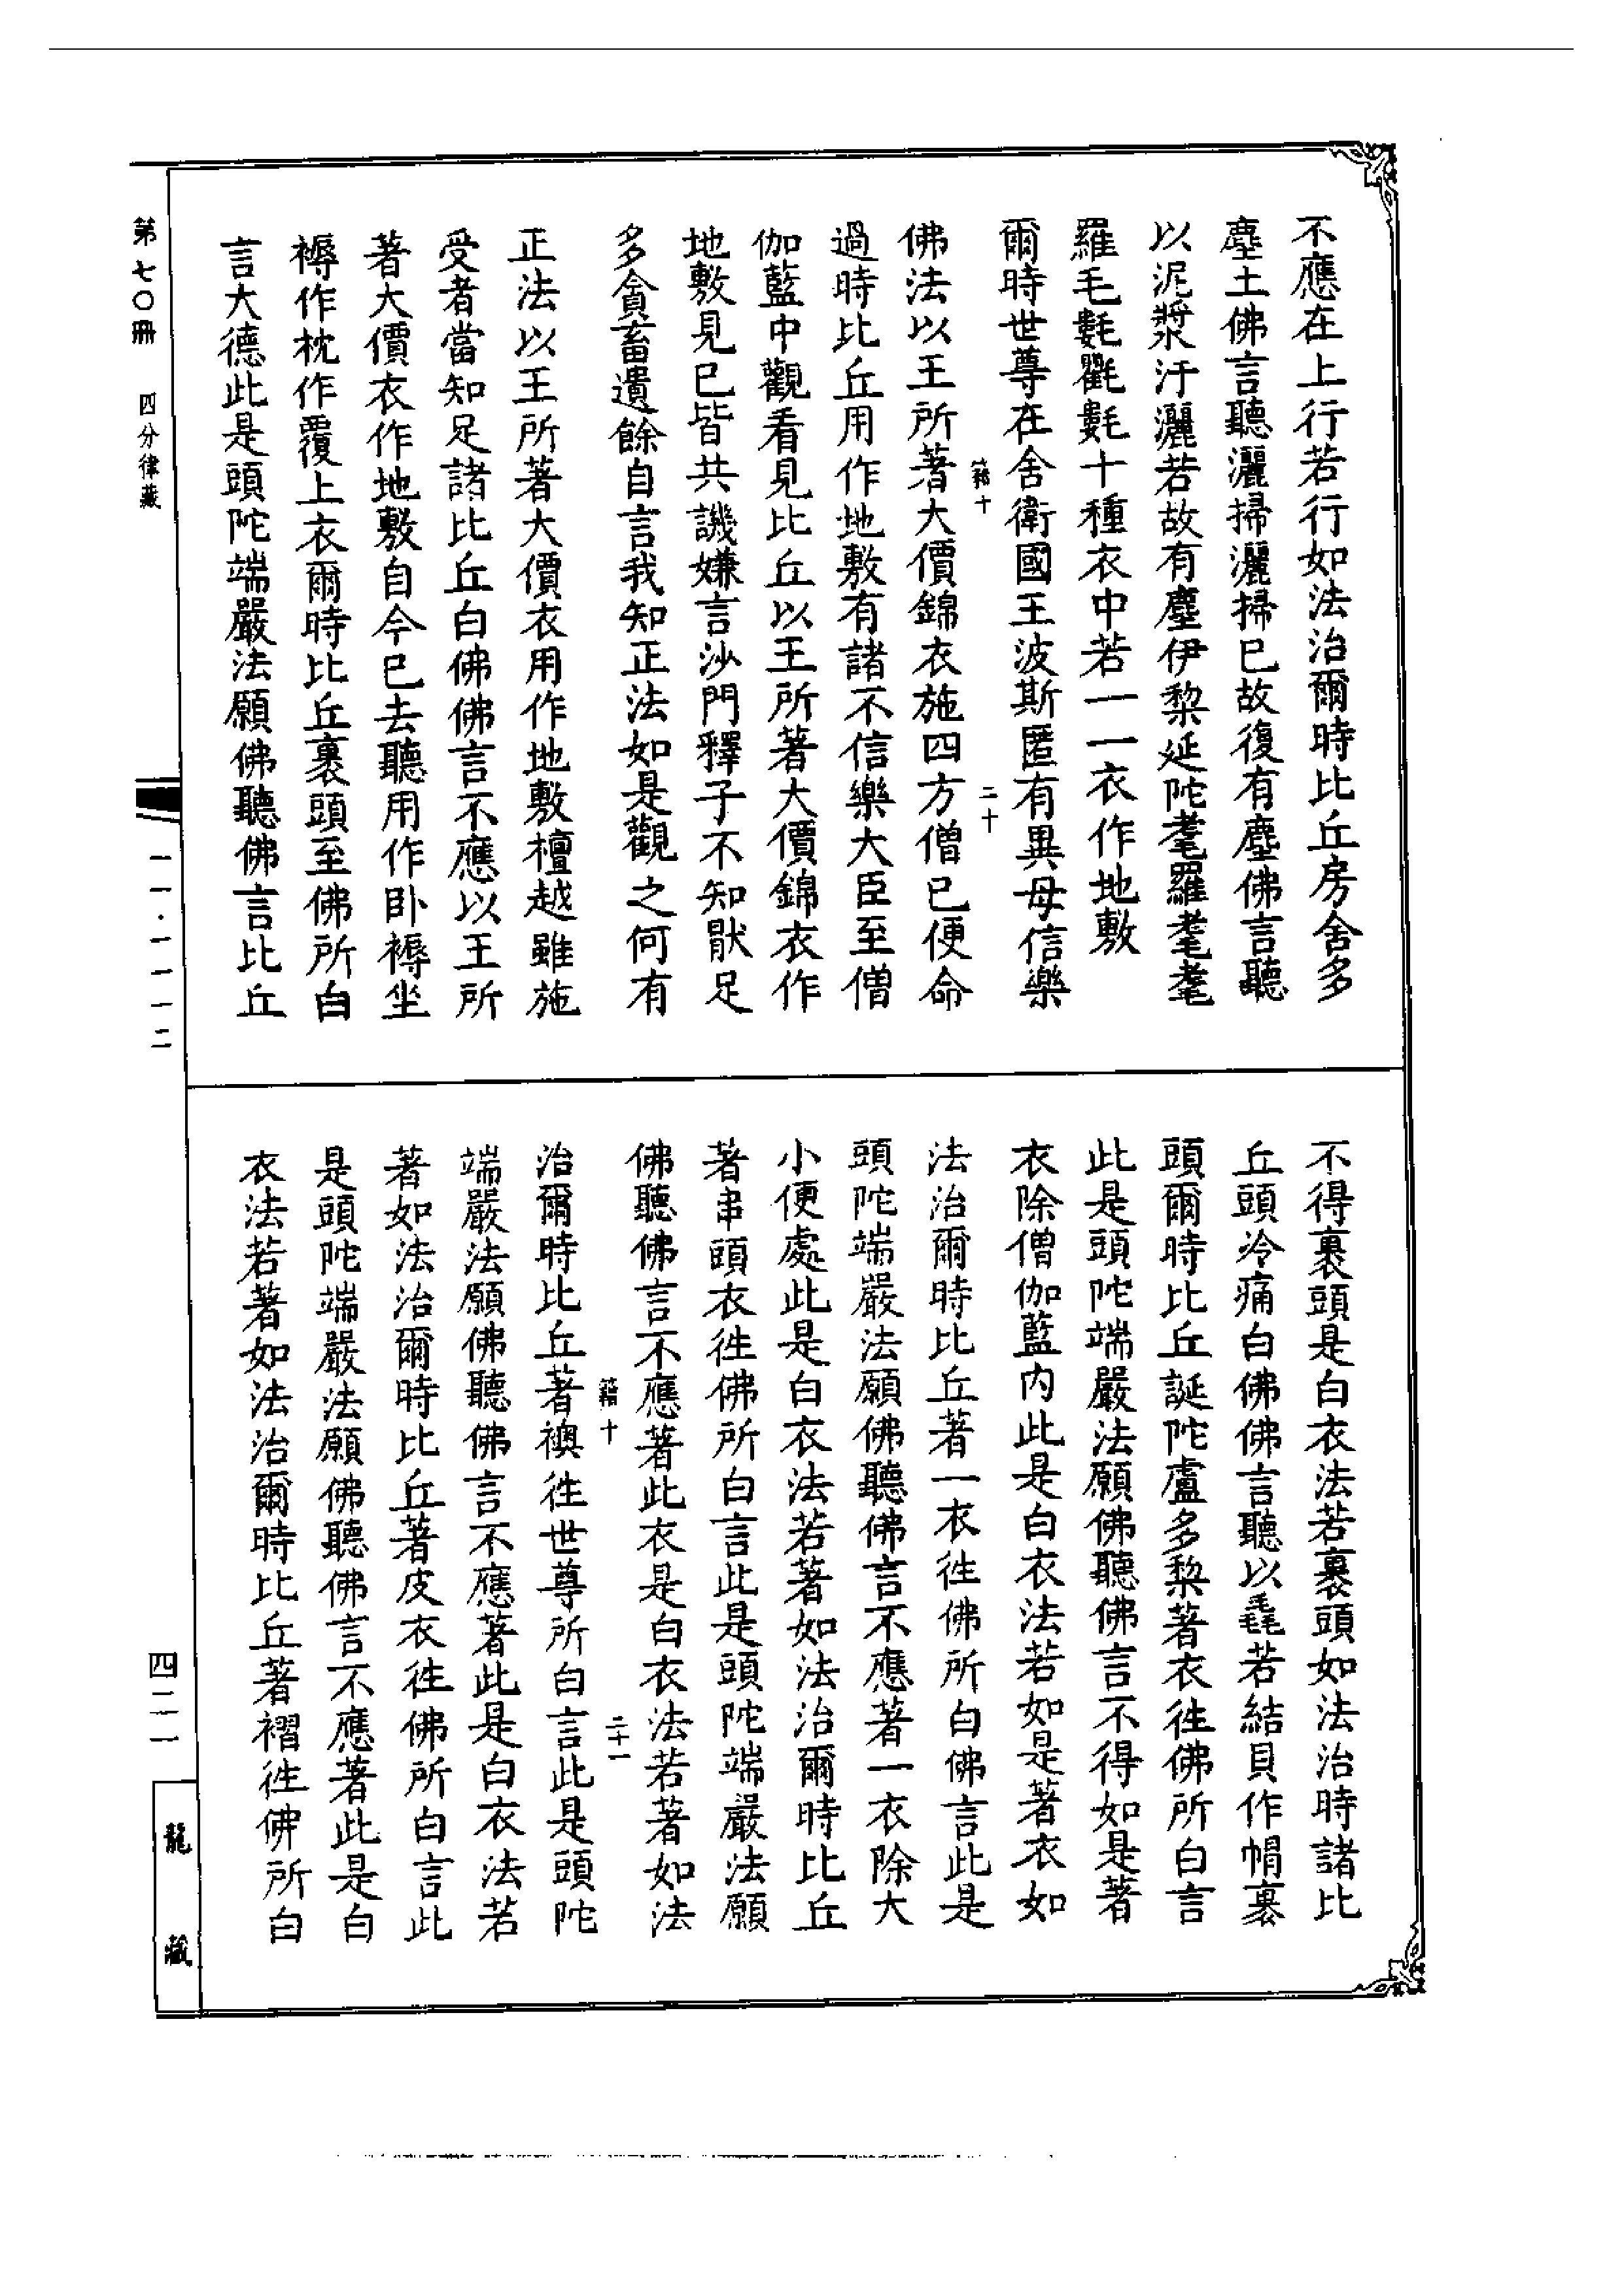 不應在上行若行如法治爾時比丘房舍多
塵土佛言聽灑掃灑掃已故復有塵佛言聽
以泥漿汙灑若故有塵伊黎延陀耄羅耄耄
羅毛氀氍氀十種衣中若一一衣作地敷
爾時世尊在舍衛國王波斯匿有異母信樂
籍十
二十
佛法以王所著大價錦衣施四方僧已便命
過時比丘用作地敷有諸不信樂大臣至僧
伽藍中觀看見比丘以王所著大價錦衣作
地敷見已皆共譏嫌言沙門釋子不知猒足
多貪畜遺餘自言我知正法如是觀之何有
正法以王所著大價衣用作地敷檀越雖施
受者當知足諸比丘白佛佛言不應以王所
著大價衣作地敷自今已去聽用作卧褥坐
褥作枕作覆上衣爾時比丘裹頭至佛所白
言大德此是頭陀端嚴法願佛聽佛言比丘
不得裹頭是白衣法若裹頭如法治時諸比
丘頭冷痛白佛佛言聽以毳若結貝作帽裹
頭爾時比丘誕陀盧多黎著衣徃佛所白言
此是頭陀端嚴法願佛聽佛言不得如是著
衣除僧伽藍内此是白衣法若如是著衣如
法治爾時比丘著一衣徃佛所白佛言此是
頭陀端嚴法願佛聽佛言不應著一衣除大
小便處此是白衣法若著如法治爾時比丘
著串頭衣徃佛所白言此是頭陀端嚴法願
佛聽佛言不應著此衣是白衣法若著如法
籍十
二十一
治爾時比丘著襖徃世尊所白言此是頭陀
端嚴法願佛聽佛言不應著此是白衣法若
著如法治爾時比丘著皮衣徃佛所白言此
是頭陀端嚴法願佛聽佛言不應著此是白
衣法若著如法治爾時比丘著褶徃佛所白
第七〇冊 四分律藏
一一·一一一二
四二一
龍藏